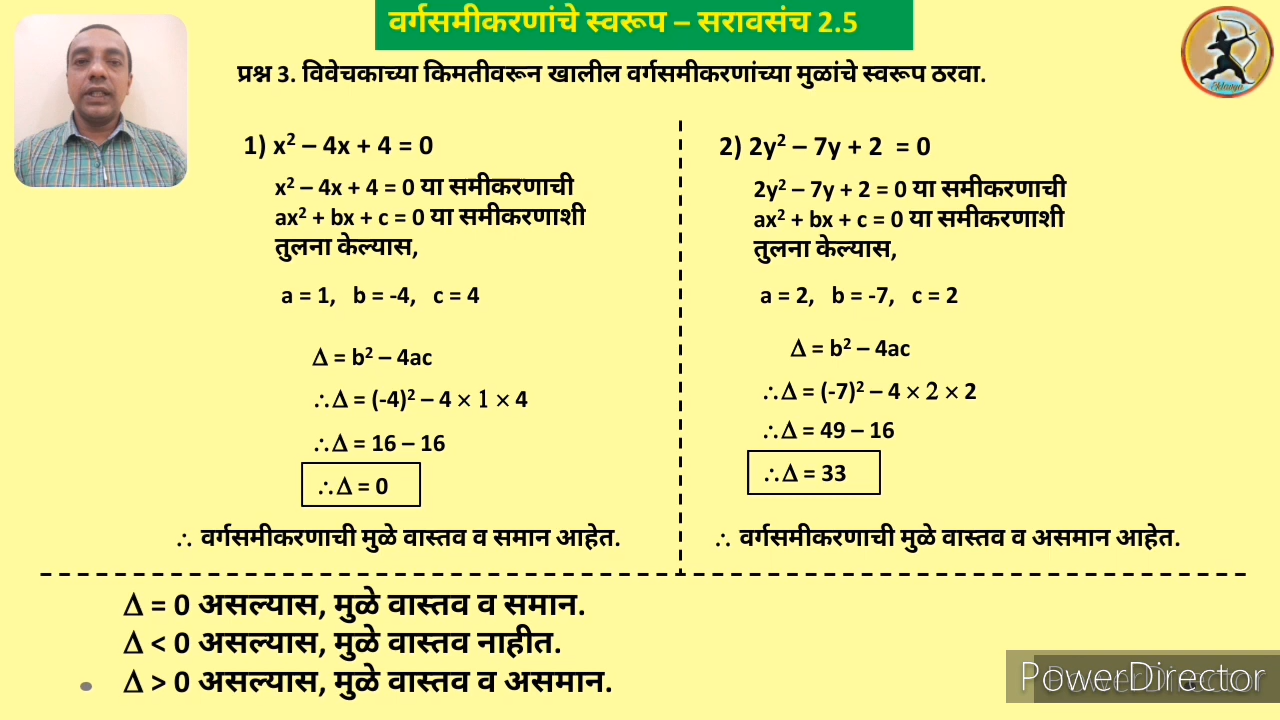 वर्गसमीकरणांचे स्वरूप – सरावसंच 2.5
प्रश्न 3. विवेचकाच्या किमतीवरून खालील वर्गसमीकरणांच्या मुळांचे स्वरूप ठरवा.
1) x² – 4x + 4 = 0
x² – 4x + 4 = 0 या समीकरणाची
ax² + bx + c = 0 या समीकरणाशी
तुलना केल्यास,
a = 1, b = -4, c = 4
Δ = b² – 4ac
∴Δ = (-4)² – 4 × 1 × 4
∴Δ = 16 – 16
∴Δ = 0
∴ वर्गसमीकरणाची मुळे वास्तव व समान आहेत.
2) 2y² – 7y + 2 = 0
2y² – 7y + 2 = 0 या समीकरणाची
ax² + bx + c = 0 या समीकरणाशी
तुलना केल्यास,
a = 2, b = -7, c = 2
Δ = b² – 4ac
∴Δ = (-7)² – 4 × 2 × 2
∴Δ = 49 – 16
∴Δ = 33
∴ वर्गसमीकरणाची मुळे वास्तव व असमान आहेत.
Δ = 0 असल्यास, मुळे वास्तव व समान.
Δ < 0 असल्यास, मुळे वास्तव नाहीत.
Δ > 0 असल्यास, मुळे वास्तव व असमान.
PowerDirector